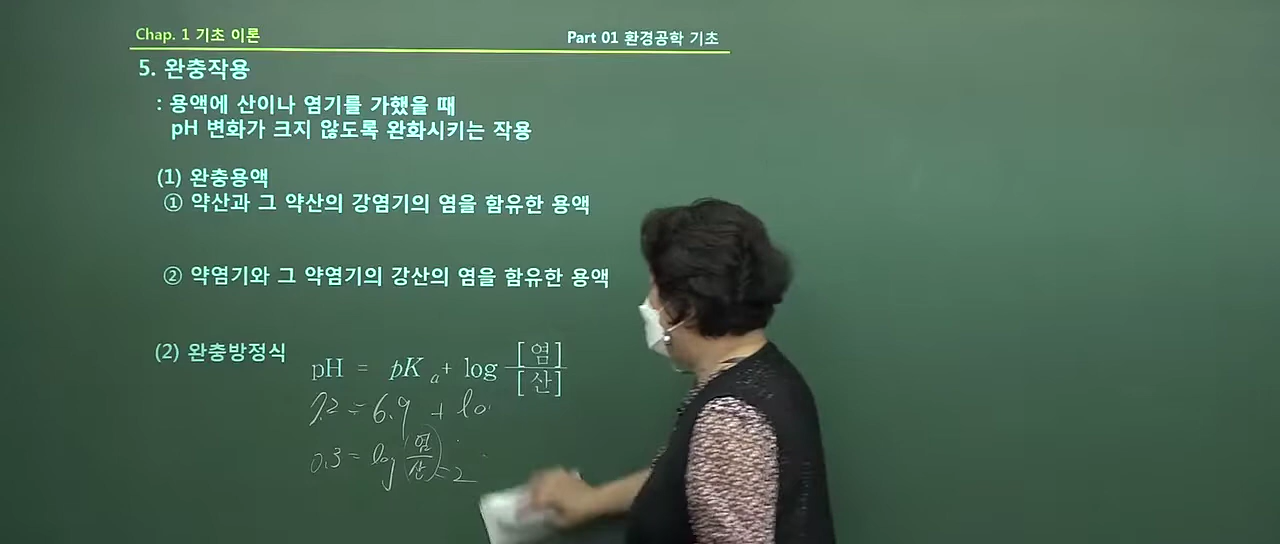 Chap. 1 기초 이론
Part 01 환경공학 기초
5. 완충작용
: 용액에 산이나 염기를 가했을 때
pH 변화가 크지 않도록 완화시키는 작용
(1) 완충용액
① 약산과 그 약산의 강염기의 염을 함유한 용액
② 약염기와 그 약염기의 강산의 염을 함유한 용액
(2) 완충방정식
pH = pKa + log [염]/[산]
7.2 = 6.9 + lo
0.3 = log(염/산) = 2